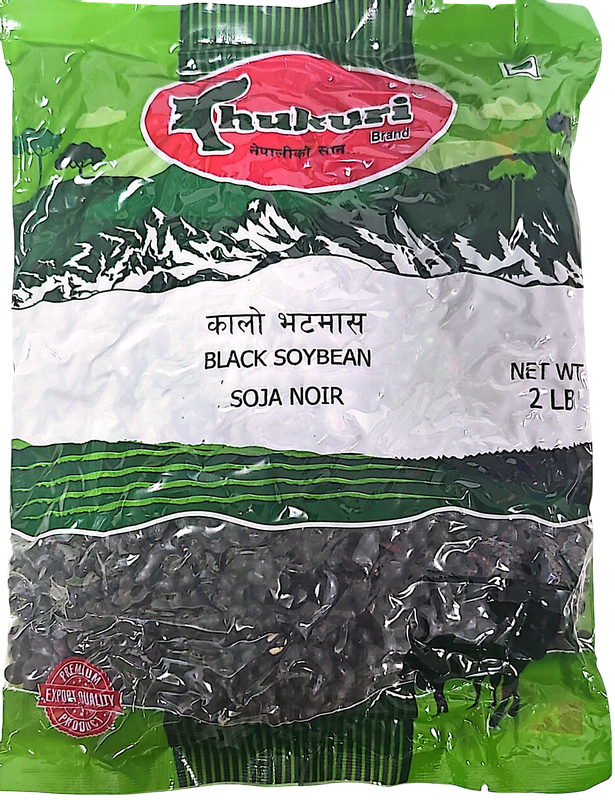 Khukuri
Brand
नेपालीको सान
कालो भटमास
BLACK SOYBEAN
SOJA NOIR
NET WT
2 LB
PREMIUM
EXPORT QUALITY
PRODUCT